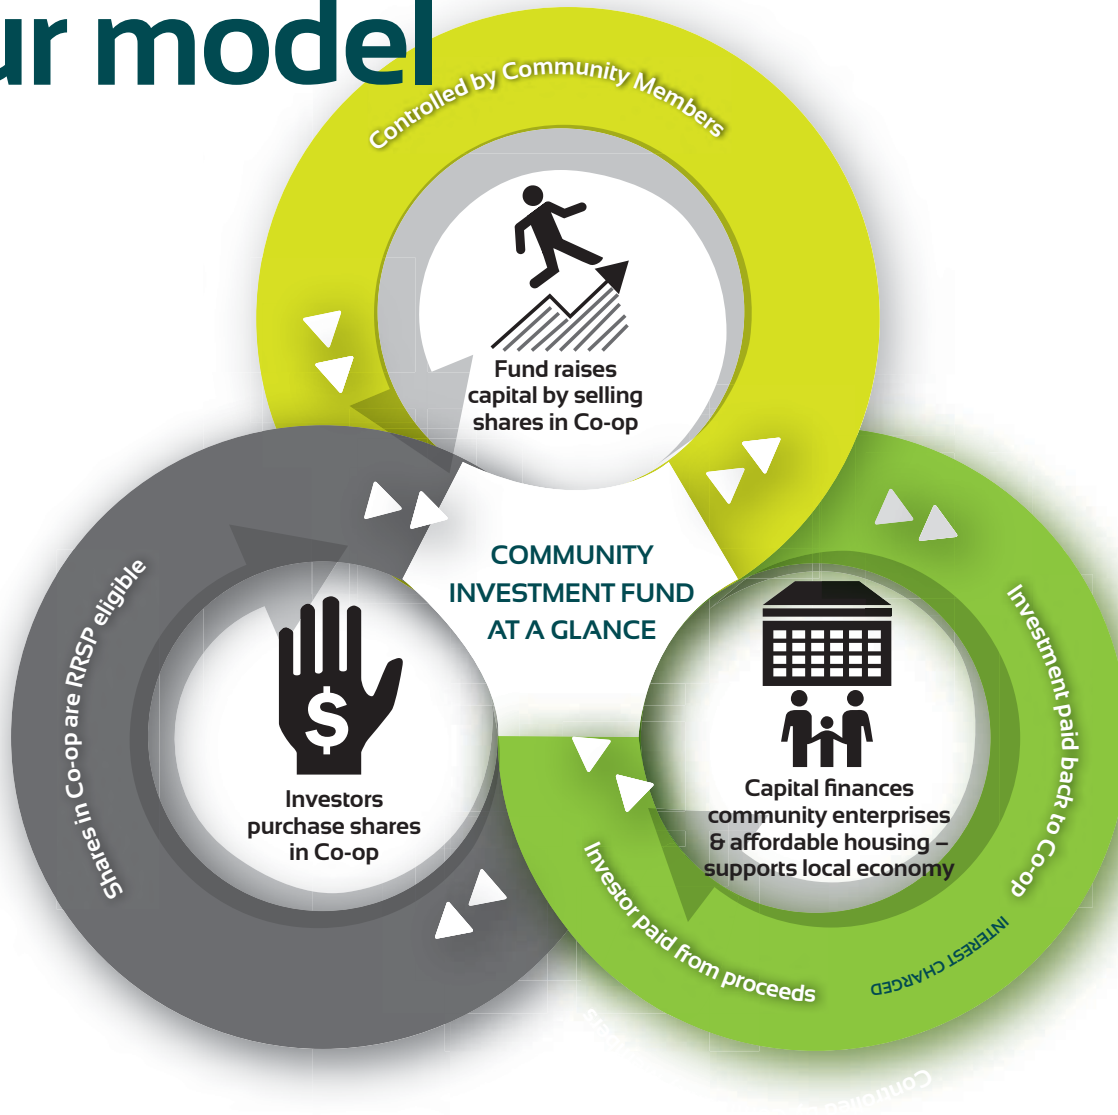 ur model
Controlled by Community Members
Fund raises
capital by selling
shares in Co-op
COMMUNITY
INVESTMENT FUND
AT A GLANCE
Shares in Co-op are RRSP eligible
$
Investors
purchase shares
in Co-op
Capital finances
community enterprises
& affordable housing –
supports local economy
Investment paid back to Co-op
INTEREST CHARGED
Investor paid from proceeds